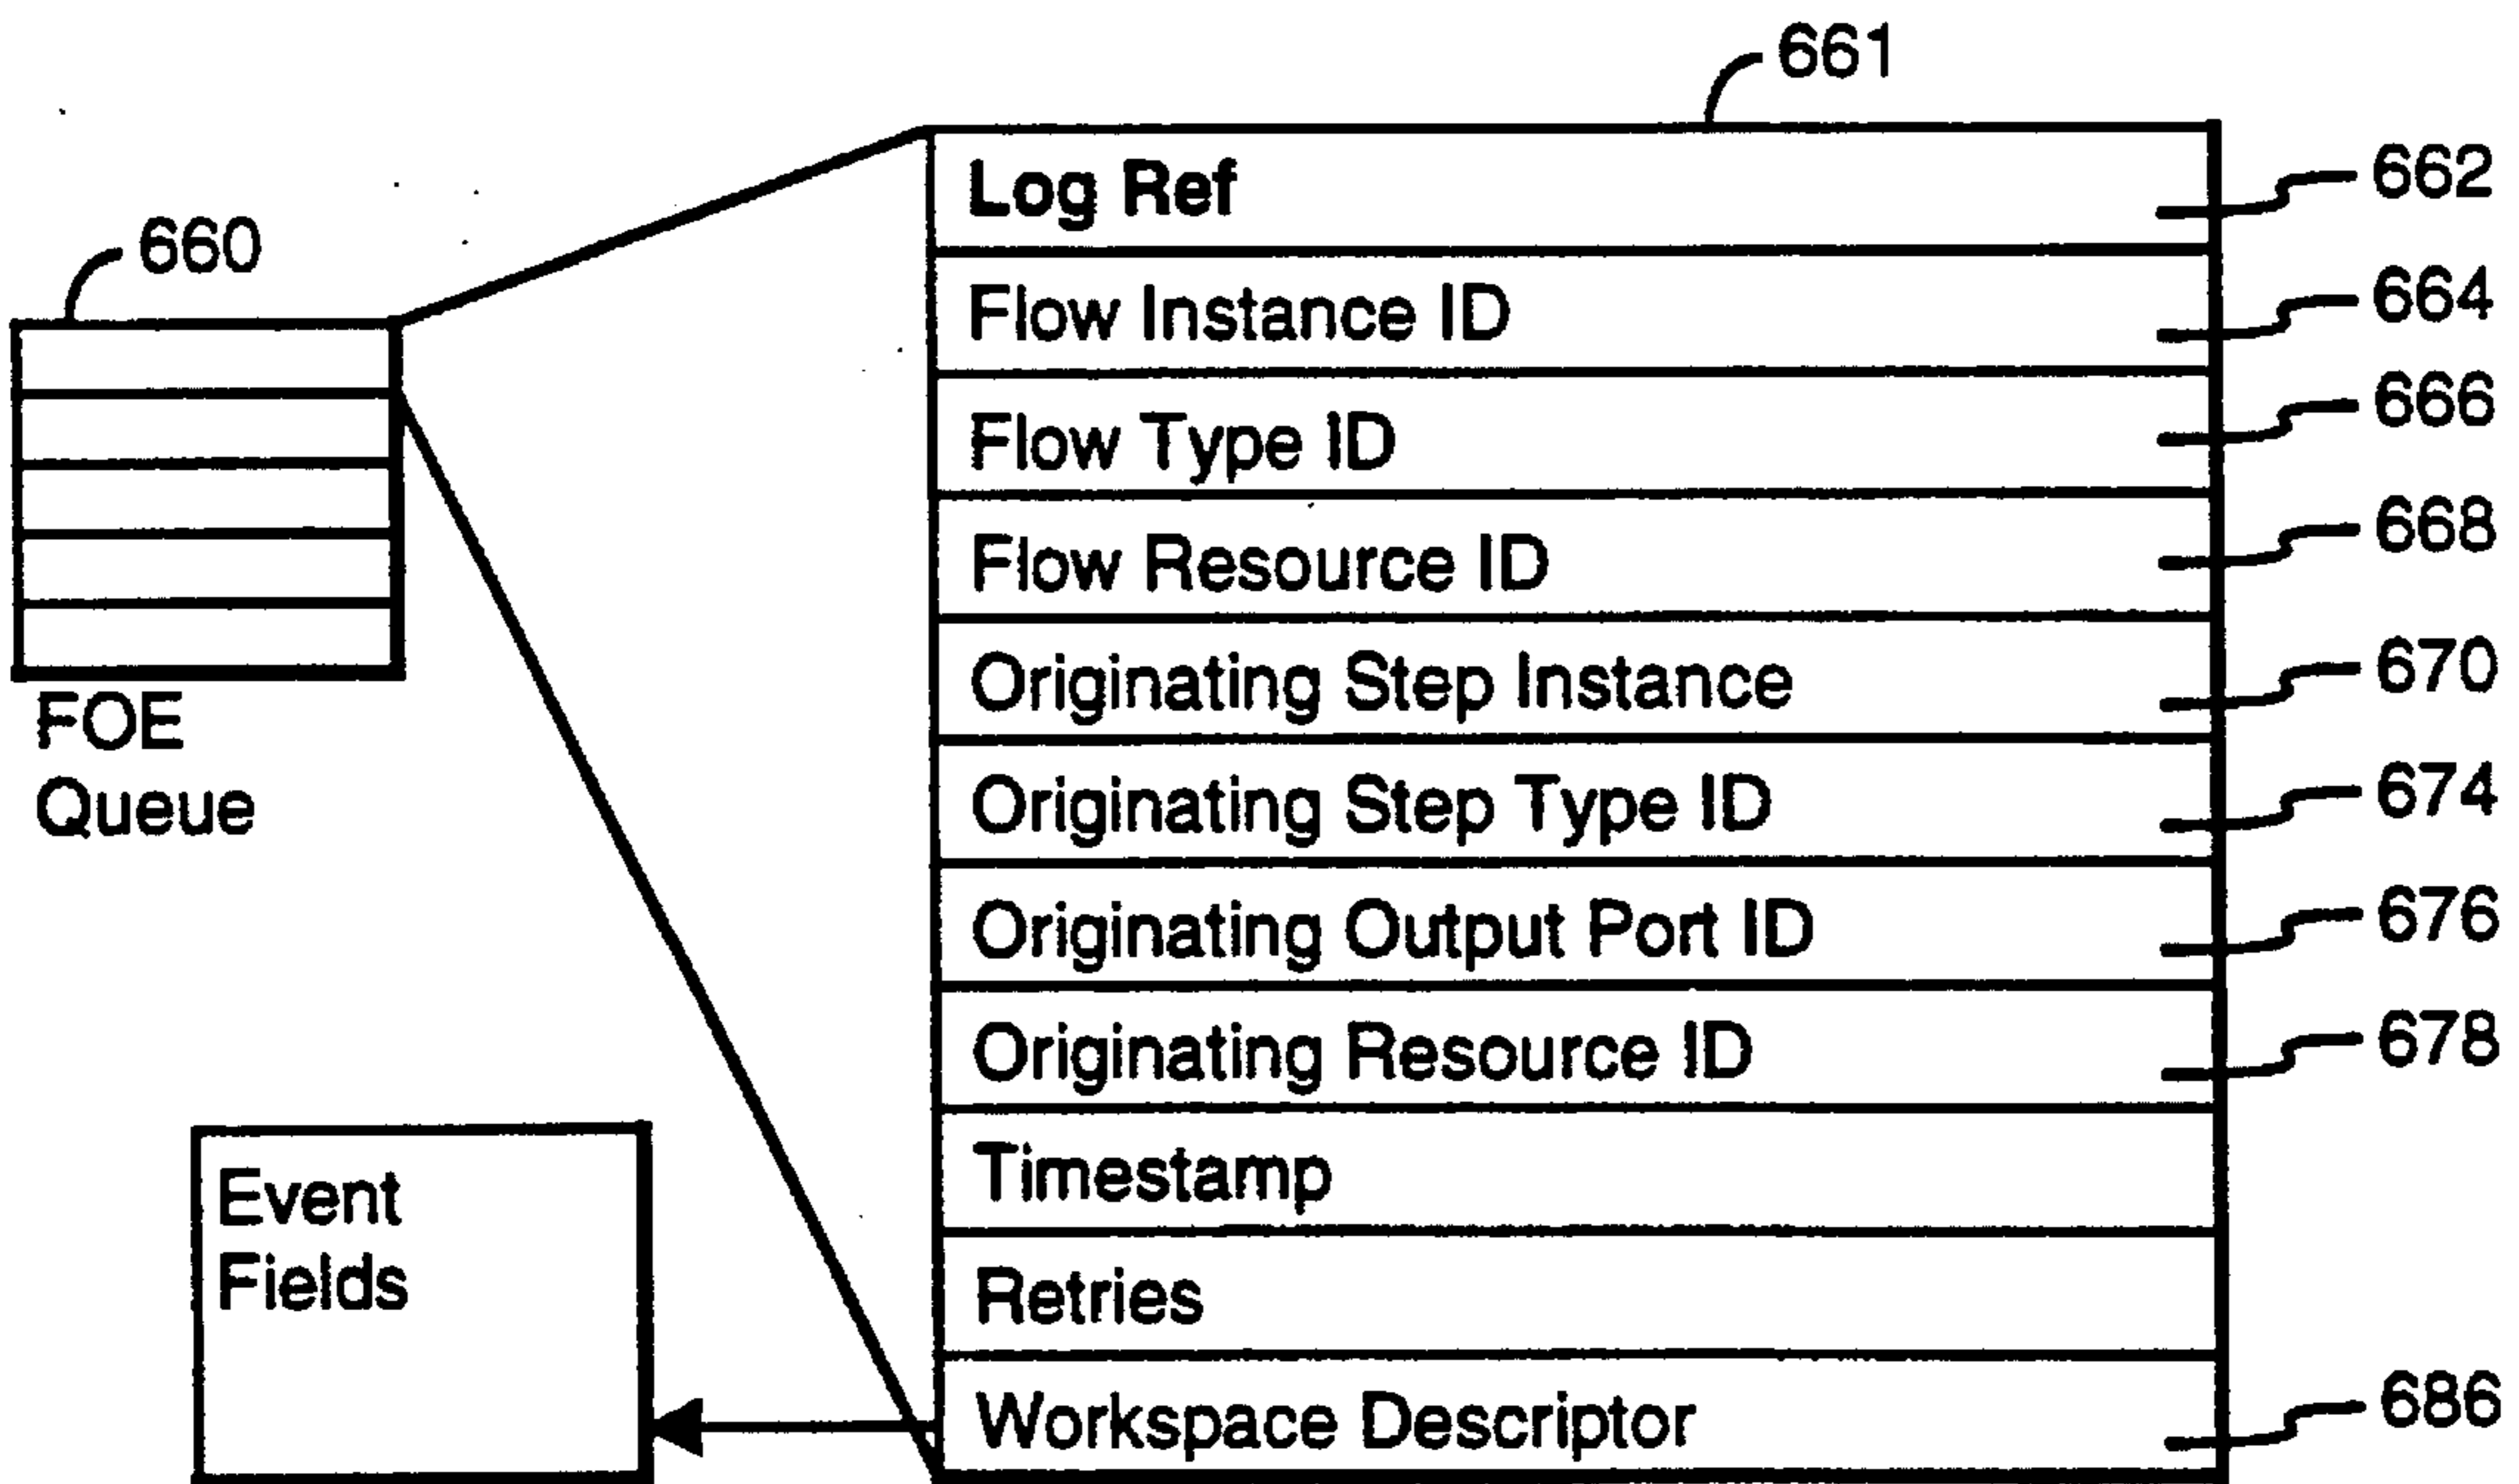 661
Log Ref
662
660
Flow Instance ID
664
Flow Type ID
666
Flow Resource ID
668
Originating Step Instance
670
FOE
Queue
Originating Step Type ID
674
Originating Output Port ID
676
Originating Resource ID
678
Timestamp
Event
Fields
Retries
Workspace Descriptor
686